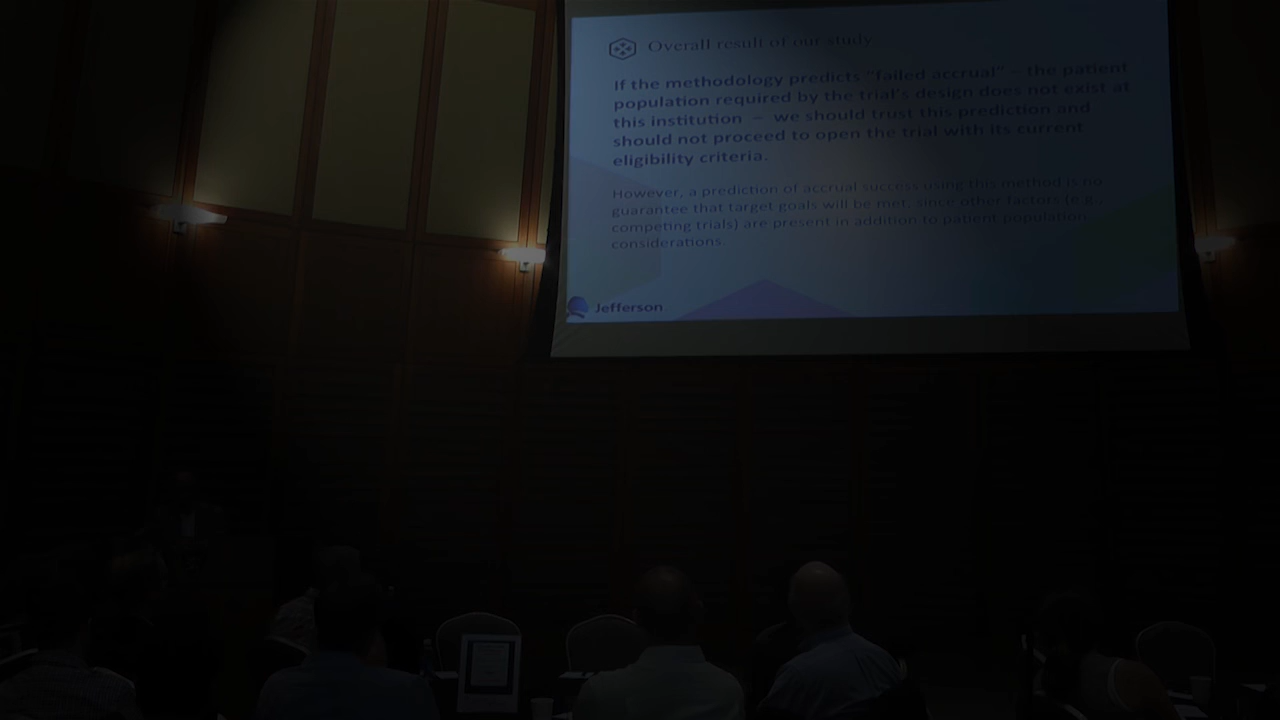 Overall result of our study
If the methodology predicts "failed accrual" – the patient
population required by the trial's design does not exist at
this institution – we should trust this prediction and
should not proceed to open the trial with its current
eligibility criteria.
However, a prediction of accrual success using this method is no
guarantee that target goals will be met, since other factors (e.g.,
competing trials) are present in addition to patient population
considerations.
Jefferson